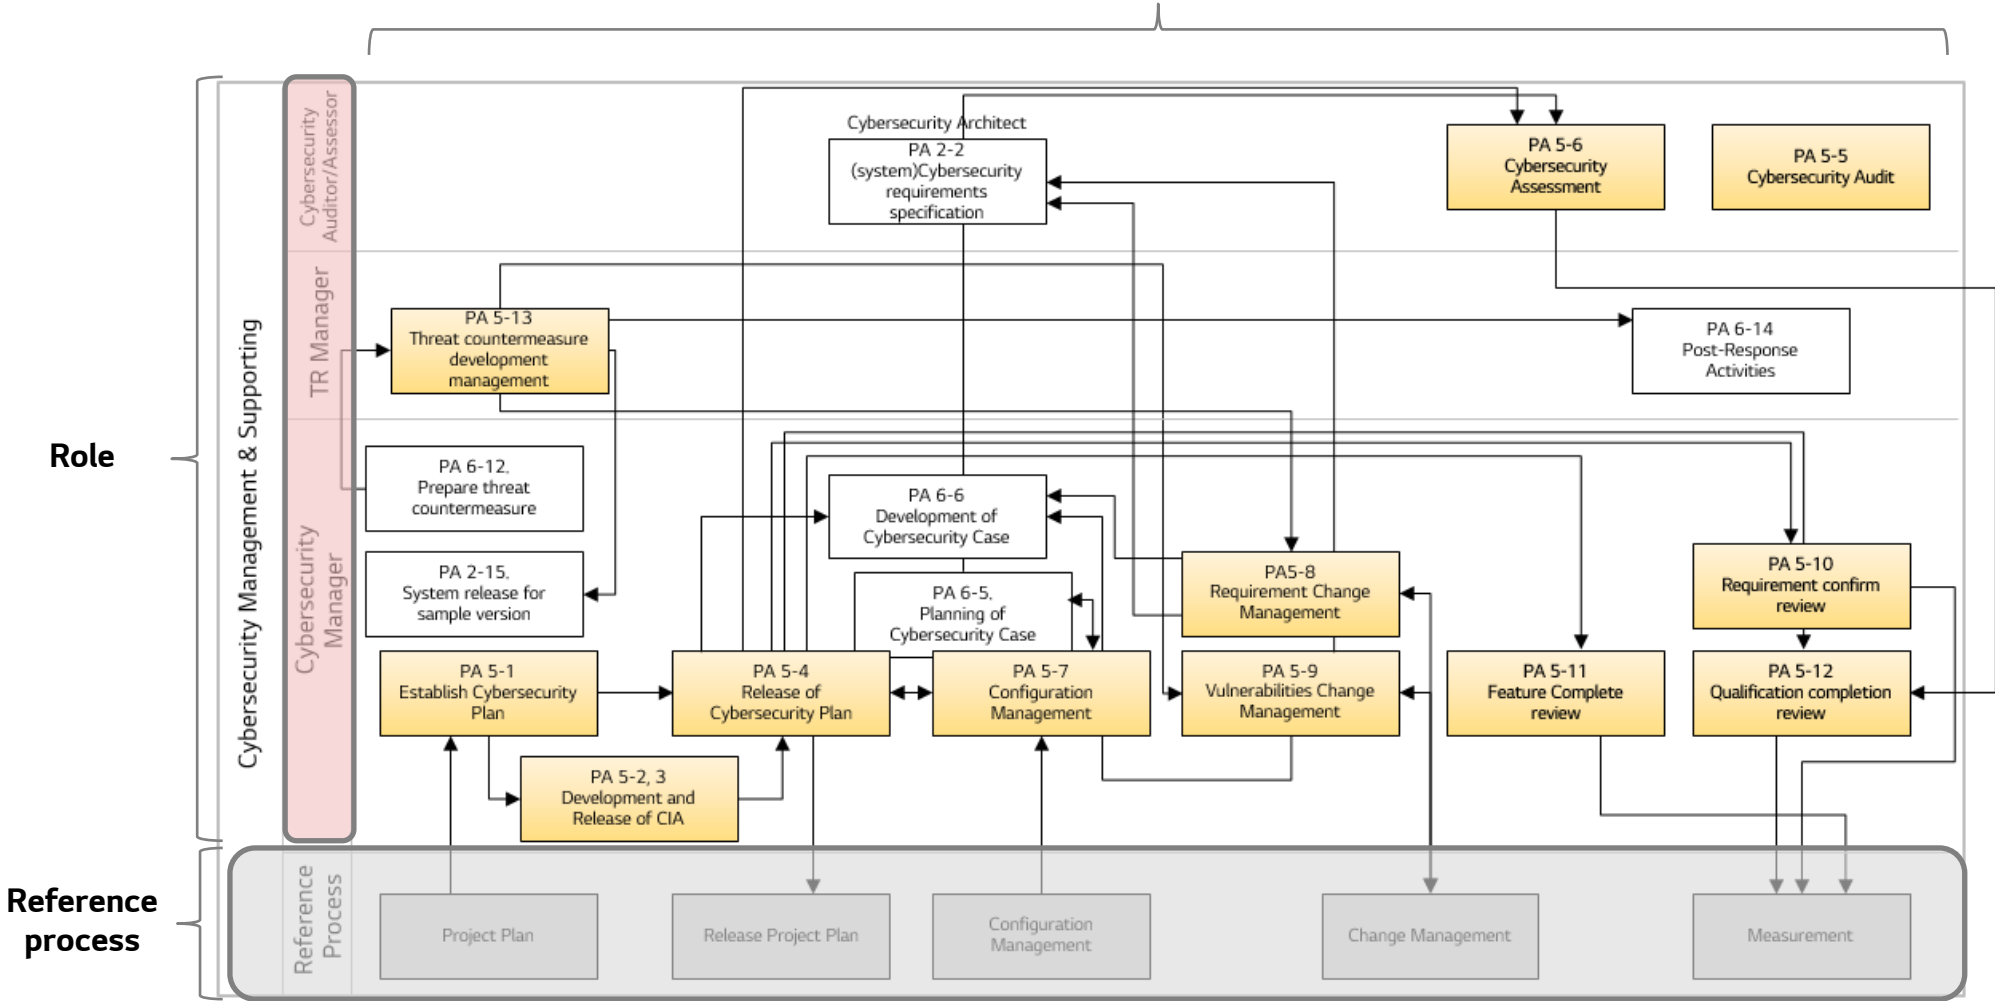 Cybersecurity Architect
PA 2-2
(system)Cybersecurity
requirements
specification
PA 5-6
Cybersecurity
Assessment
PA 5-5
Cybersecurity Audit
Cybersecurity
Auditor/Assessor
TR Manager
PA 5-13
Threat countermeasure
development
management
PA 6-14
Post-Response
Activities
Role
Cybersecurity Management & Supporting
Cybersecurity
Manager
PA 6-12.
Prepare threat
countermeasure
PA 6-6
Development of
Cybersecurity Case
PA 2-15.
System release for
sample version
PA 6-5.
Planning of
Cybersecurity Case
PA5-8
Requirement Change
Management
PA 5-10
Requirement confirm
review
PA 5-1
Establish Cybersecurity
Plan
PA 5-4
Release of
Cybersecurity Plan
PA 5-7
Configuration
Management
PA 5-9
Vulnerabilities Change
Management
PA 5-11
Feature Complete
review
PA 5-12
Qualification completion
review
PA 5-2, 3
Development and
Release of CIA
Reference
process
Reference
Process
Project Plan
Release Project Plan
Configuration
Management
Change Management
Measurement